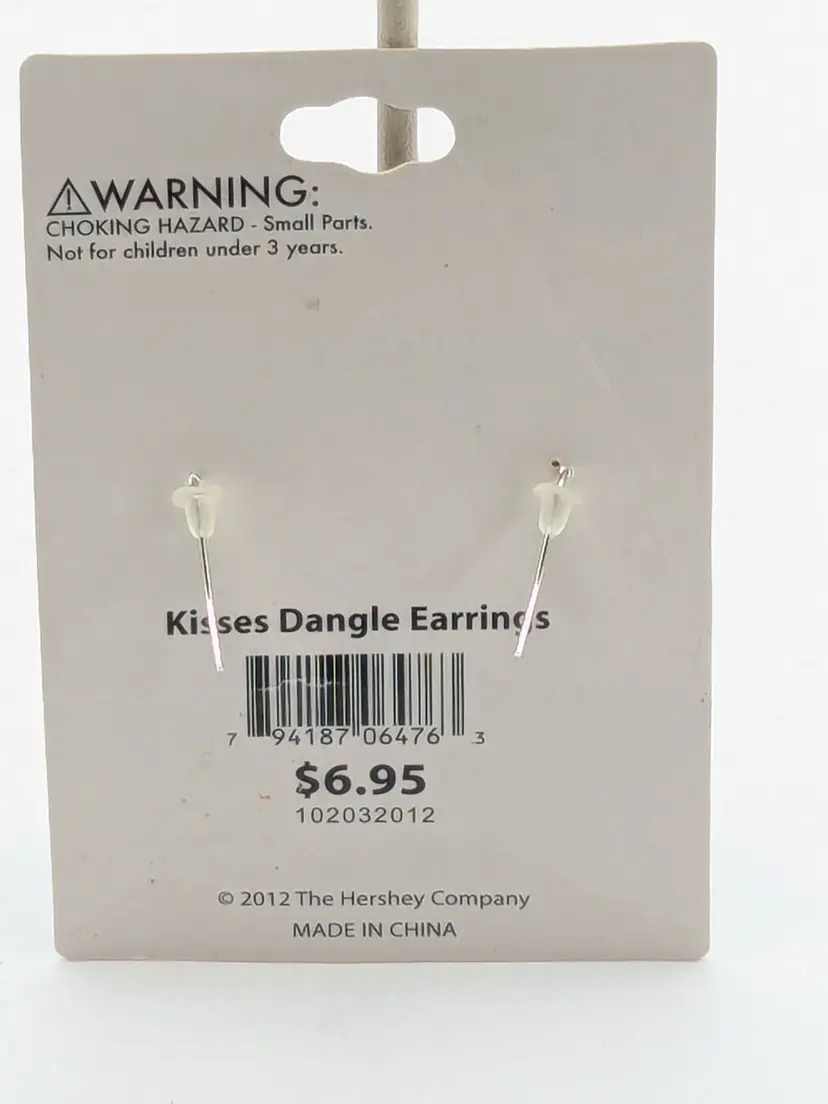 ⚠WARNING:
CHOKING HAZARD - Small Parts.
Not for children under 3 years.
Kisses Dangle Earrings
7 94187 06476 3
$6.95
102032012
© 2012 The Hershey Company
MADE IN CHINA